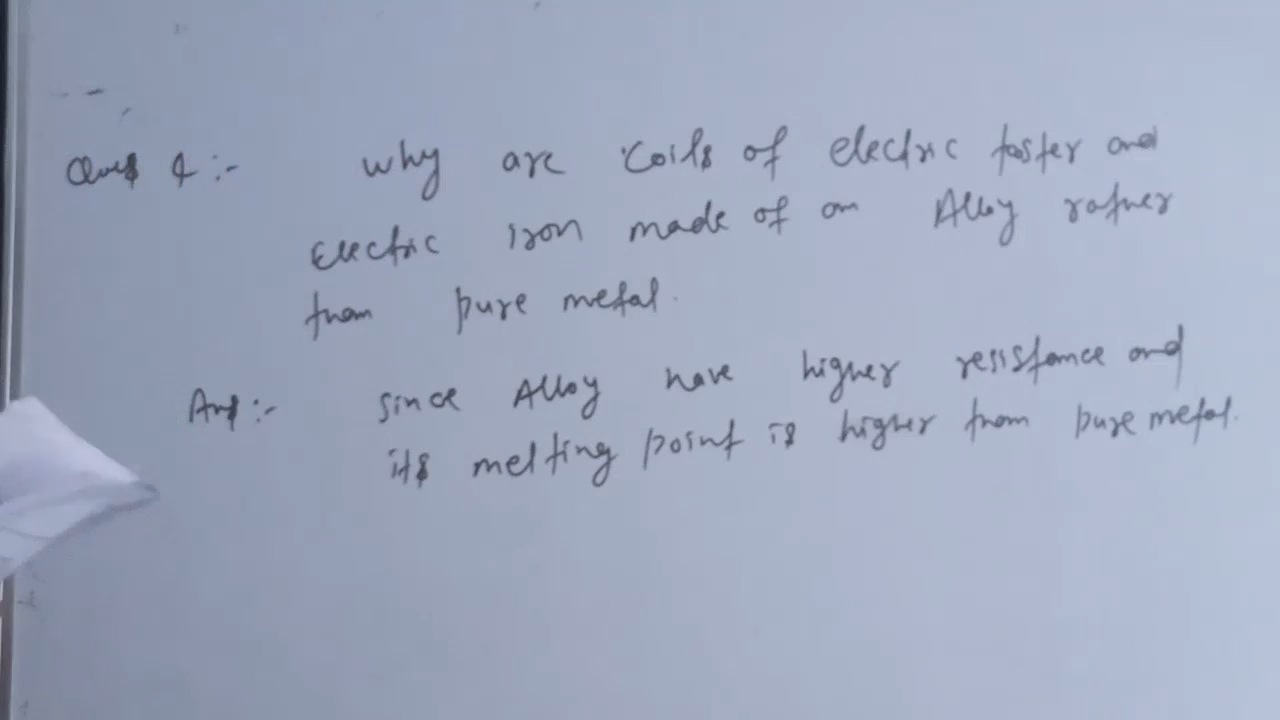 Ques 4:- Why are coils of electric toster and
Electric iron made of an Alloy rather
than pure metal.
Ans:- since Alloy have higher resistance and
its melting point is higher than pure metal.